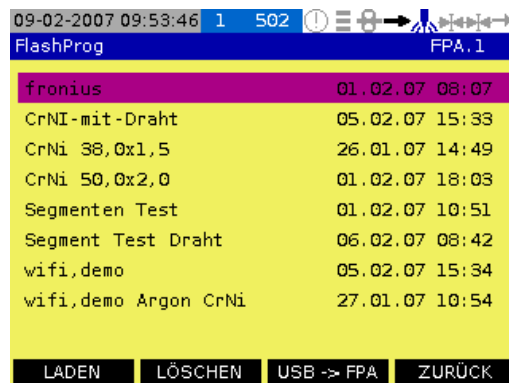 09-02-2007 09:53:46 1 502
FlashProg FPA.1
fronius 01.02.07 08:07
CrNI-mit-Draht 05.02.07 15:33
CrNi 38,0x1,5 26.01.07 14:49
CrNi 50,0x2,0 01.02.07 18:03
Segmenten Test 01.02.07 10:51
Segment Test Draht 06.02.07 08:42
wifi,demo 05.02.07 15:34
wifi,demo Argon CrNi 27.01.07 10:54
LADEN LÖSCHEN USB -> FPA ZURÜCK